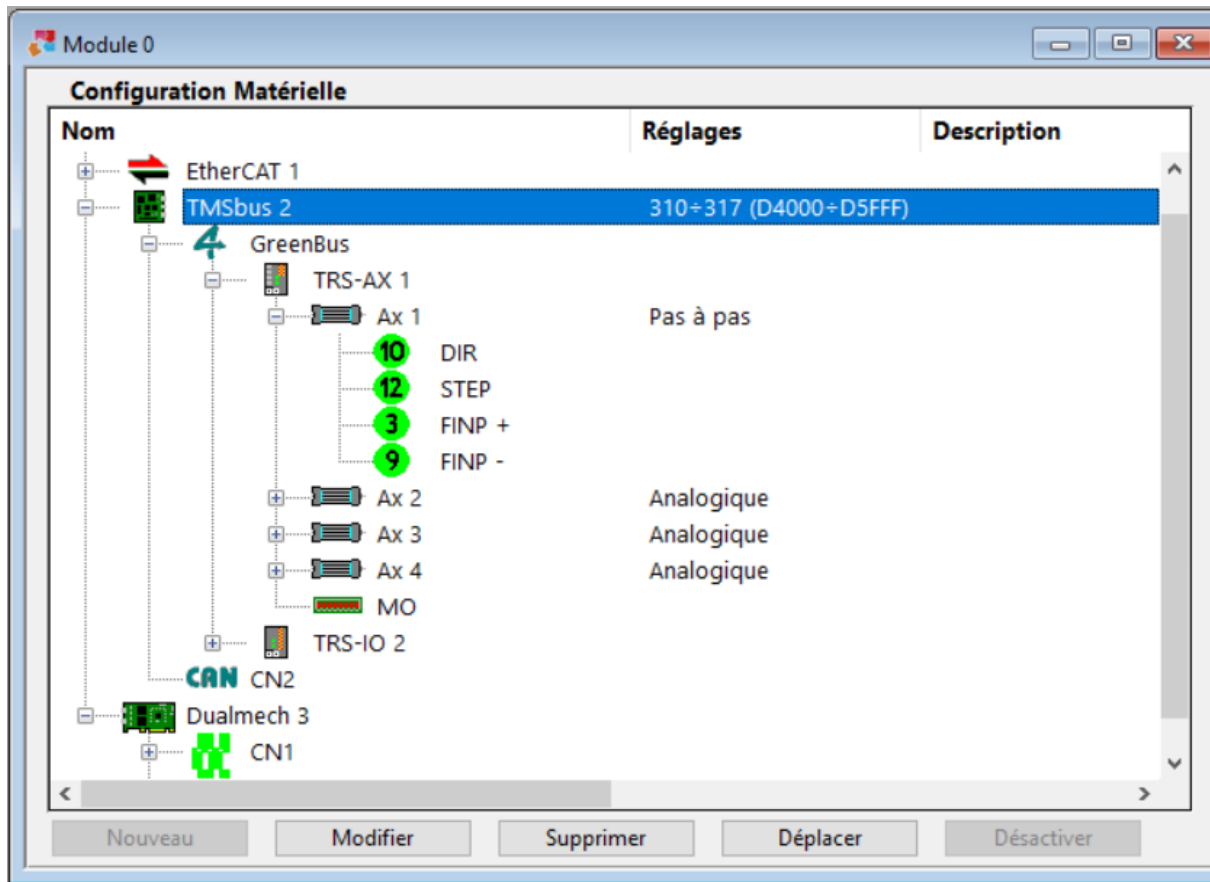 Module 0
Configuration Matérielle
Nom Réglages Description
EtherCAT 1
TMSbus 2 310÷317 (D4000÷D5FFF)
GreenBus
TRS-AX 1
Ax 1 Pas à pas
10 DIR
12 STEP
3 FINP +
9 FINP -
Ax 2 Analogique
Ax 3 Analogique
Ax 4 Analogique
MO
TRS-IO 2
CAN CN2
Dualmech 3
CN1
Nouveau Modifier Supprimer Déplacer Désactiver